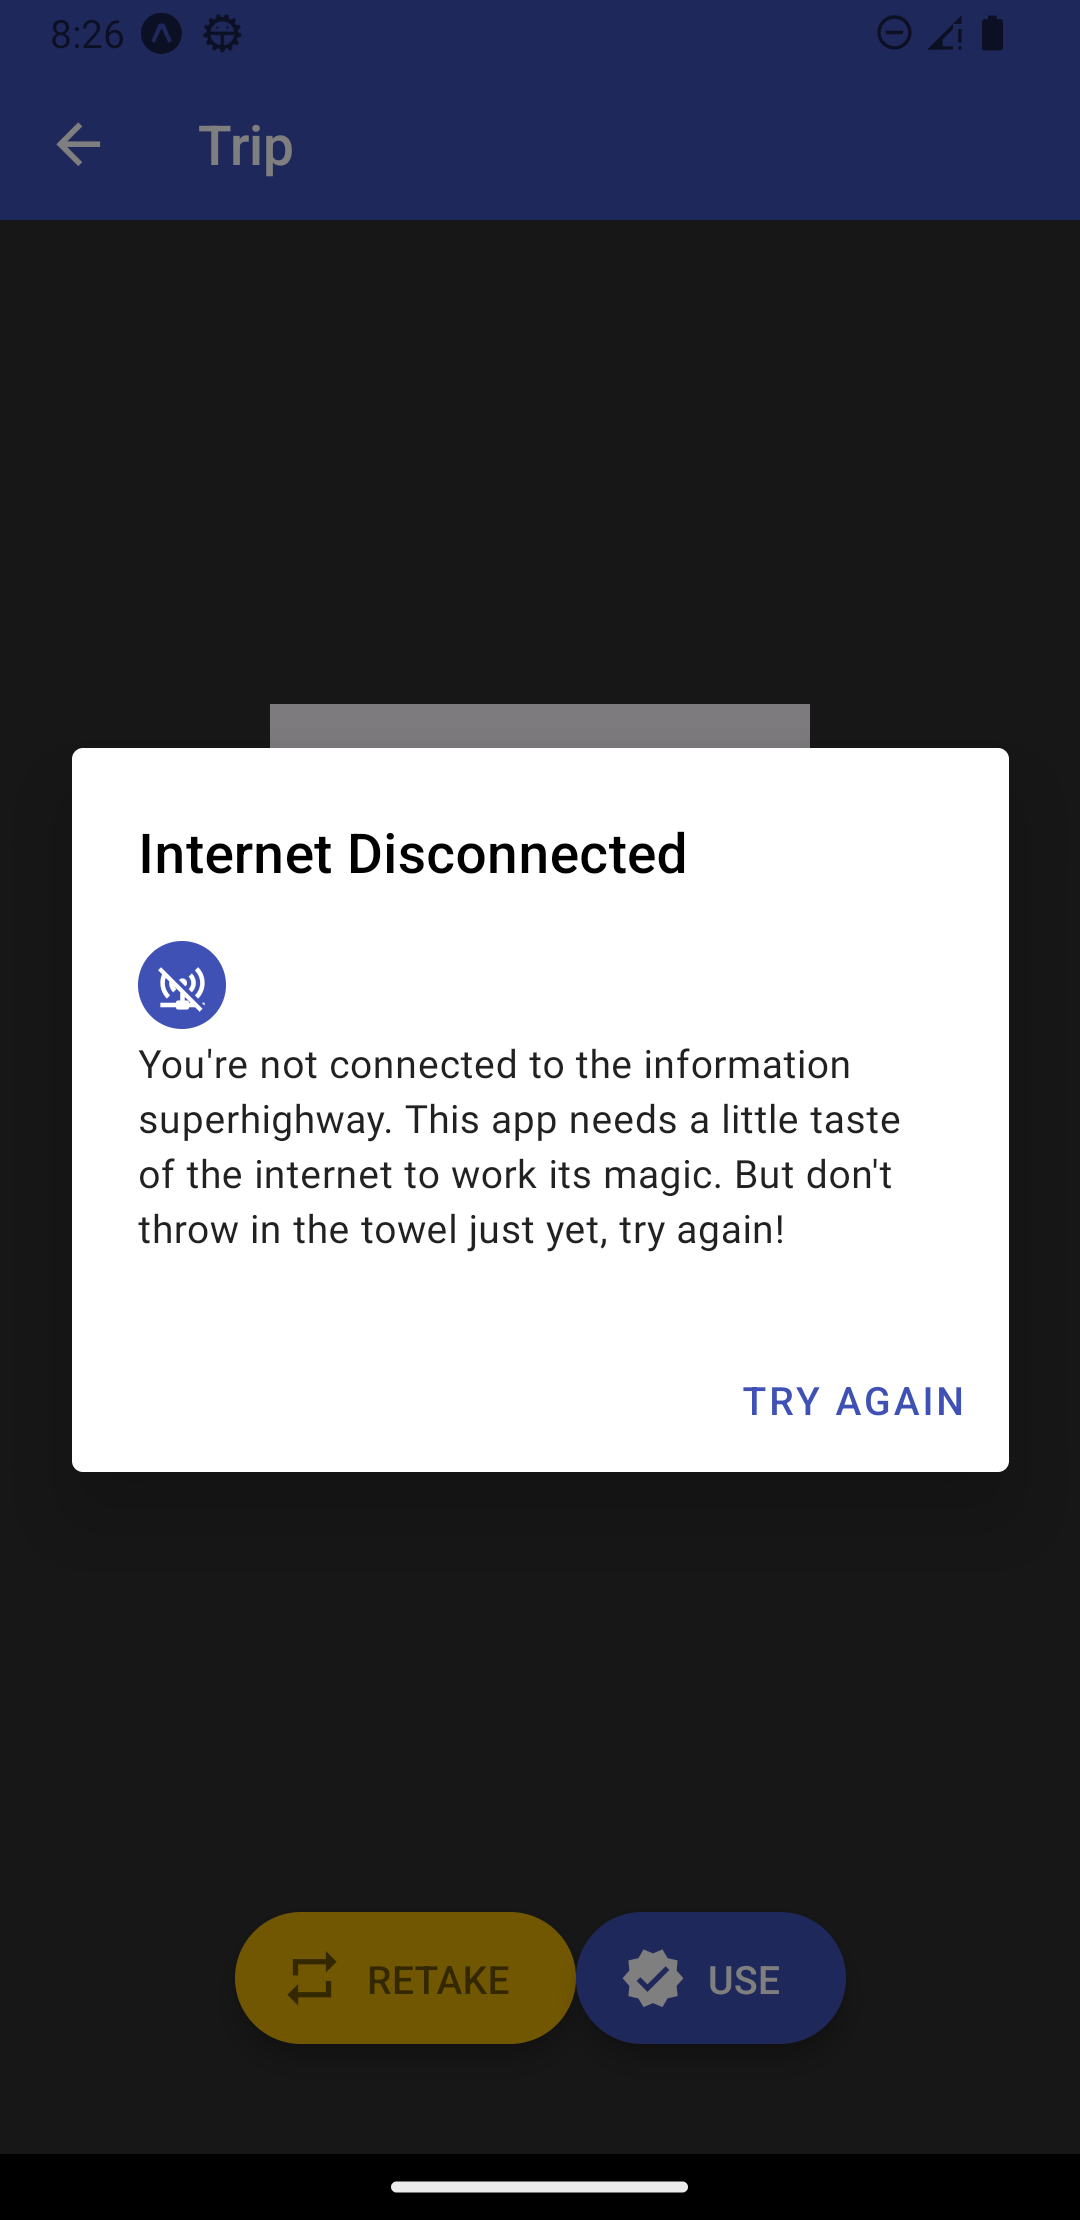 8:26
Trip
Internet Disconnected
You're not connected to the information
superhighway. This app needs a little taste
of the internet to work its magic. But don't
throw in the towel just yet, try again!
TRY AGAIN
RETAKE
USE